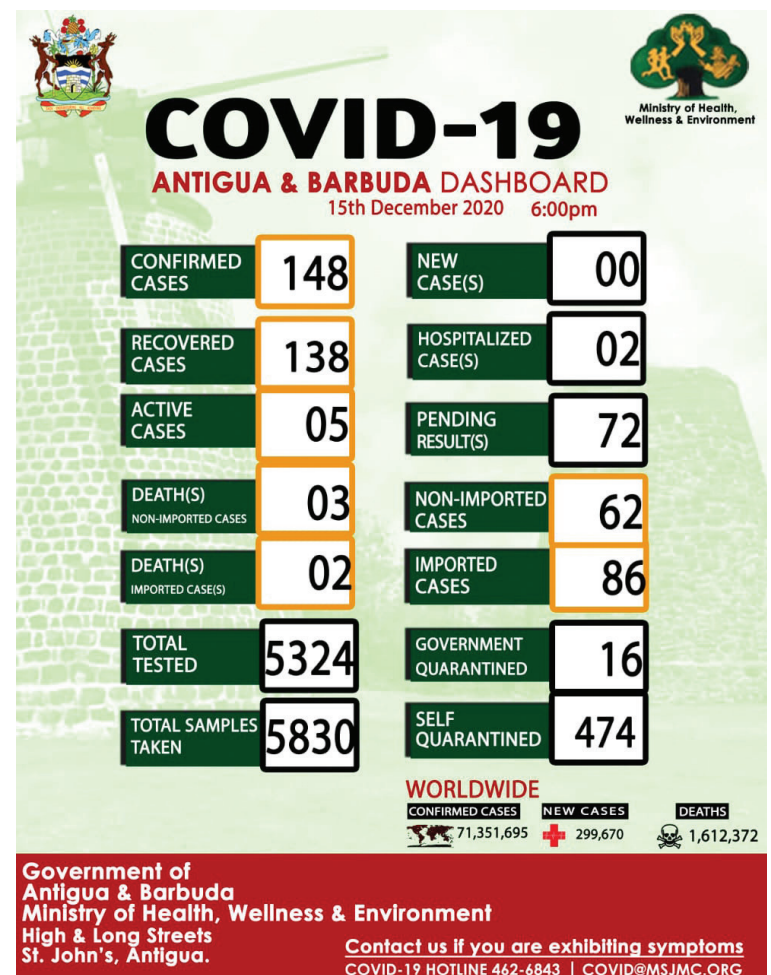 Ministry of Health,
Wellness & Environment
COVID-19
ANTIGUA & BARBUDA DASHBOARD
15th December 2020 6:00pm
CONFIRMED
CASES
148
RECOVERED
CASES
138
ACTIVE
CASES
05
DEATH(S)
NON-IMPORTED CASES
03
DEATH(S)
IMPORTED CASE(S)
02
TOTAL
TESTED
5324
TOTAL SAMPLES
TAKEN
5830
NEW
CASE(S)
00
HOSPITALIZED
CASE(S)
02
PENDING
RESULT(S)
72
NON-IMPORTED
CASES
62
IMPORTED
CASES
86
GOVERNMENT
QUARANTINED
16
SELF
QUARANTINED
474
WORLDWIDE
CONFIRMED CASES NEW CASES DEATHS
71,351,695 299,670 1,612,372
Government of
Antigua & Barbuda
Ministry of Health, Wellness & Environment
High & Long Streets
St. John's, Antigua.
Contact us if you are exhibiting symptoms
COVID-19 HOTLINE 462-6843 | COVID@MSJMC.ORG